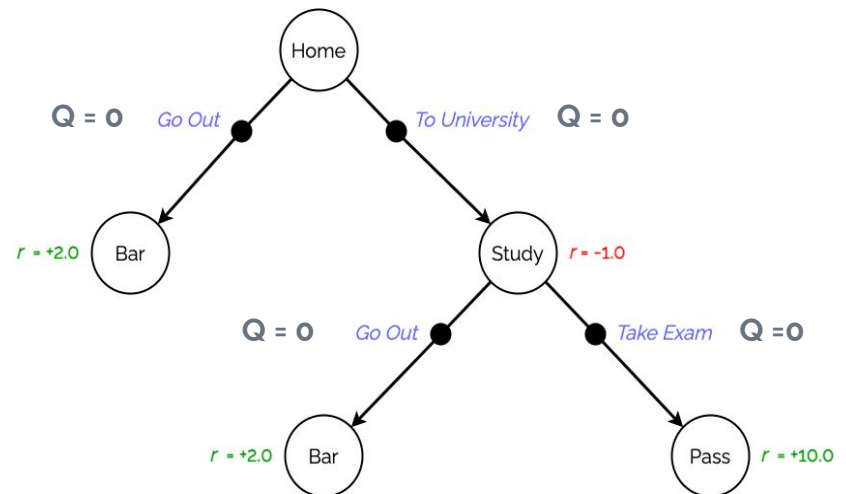 Home
Q = 0 Go Out To University Q = 0
r = +2.0 Bar Study r = -1.0
Q = 0 Go Out Take Exam Q =0
r = +2.0 Bar Pass r = +10.0